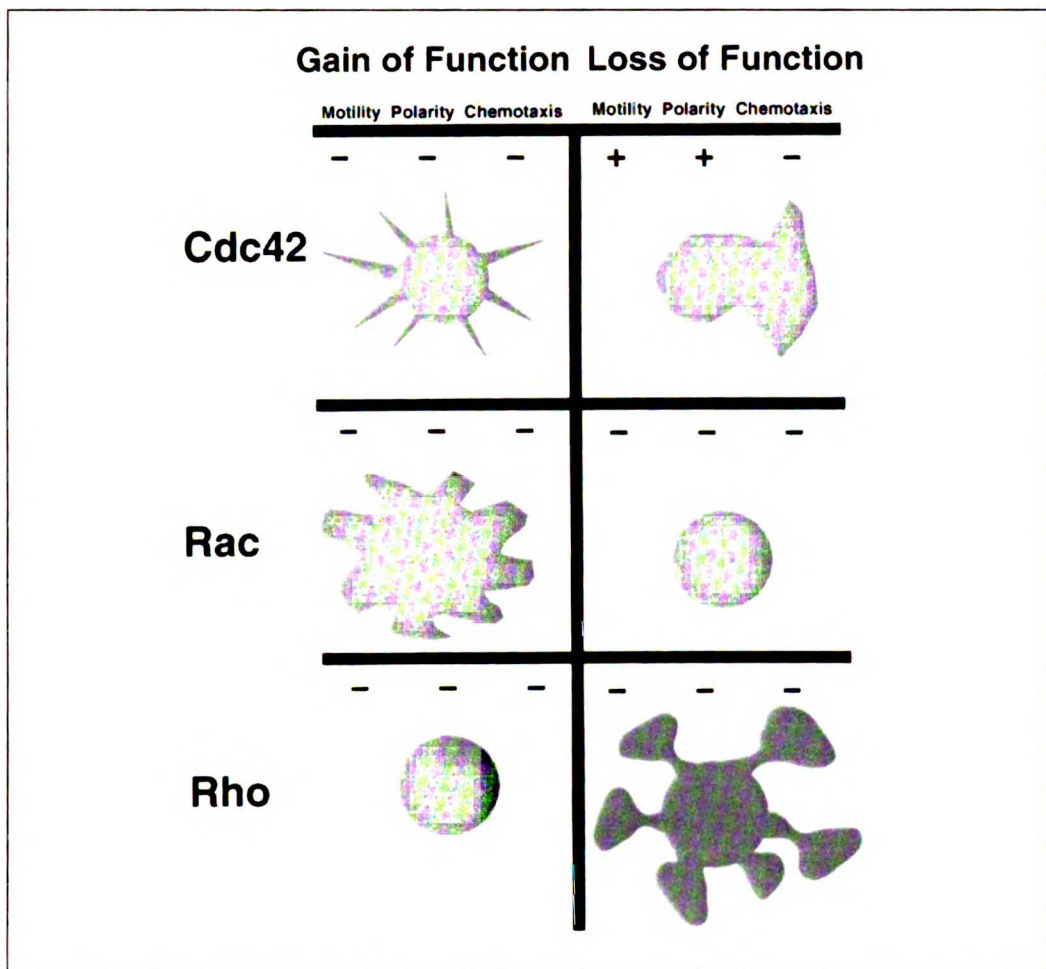 Gain of Function Loss of Function
Motility Polarity Chemotaxis Motility Polarity Chemotaxis
− − − + + −
Cdc42
− − − − − −
Rac
− − − − − −
Rho